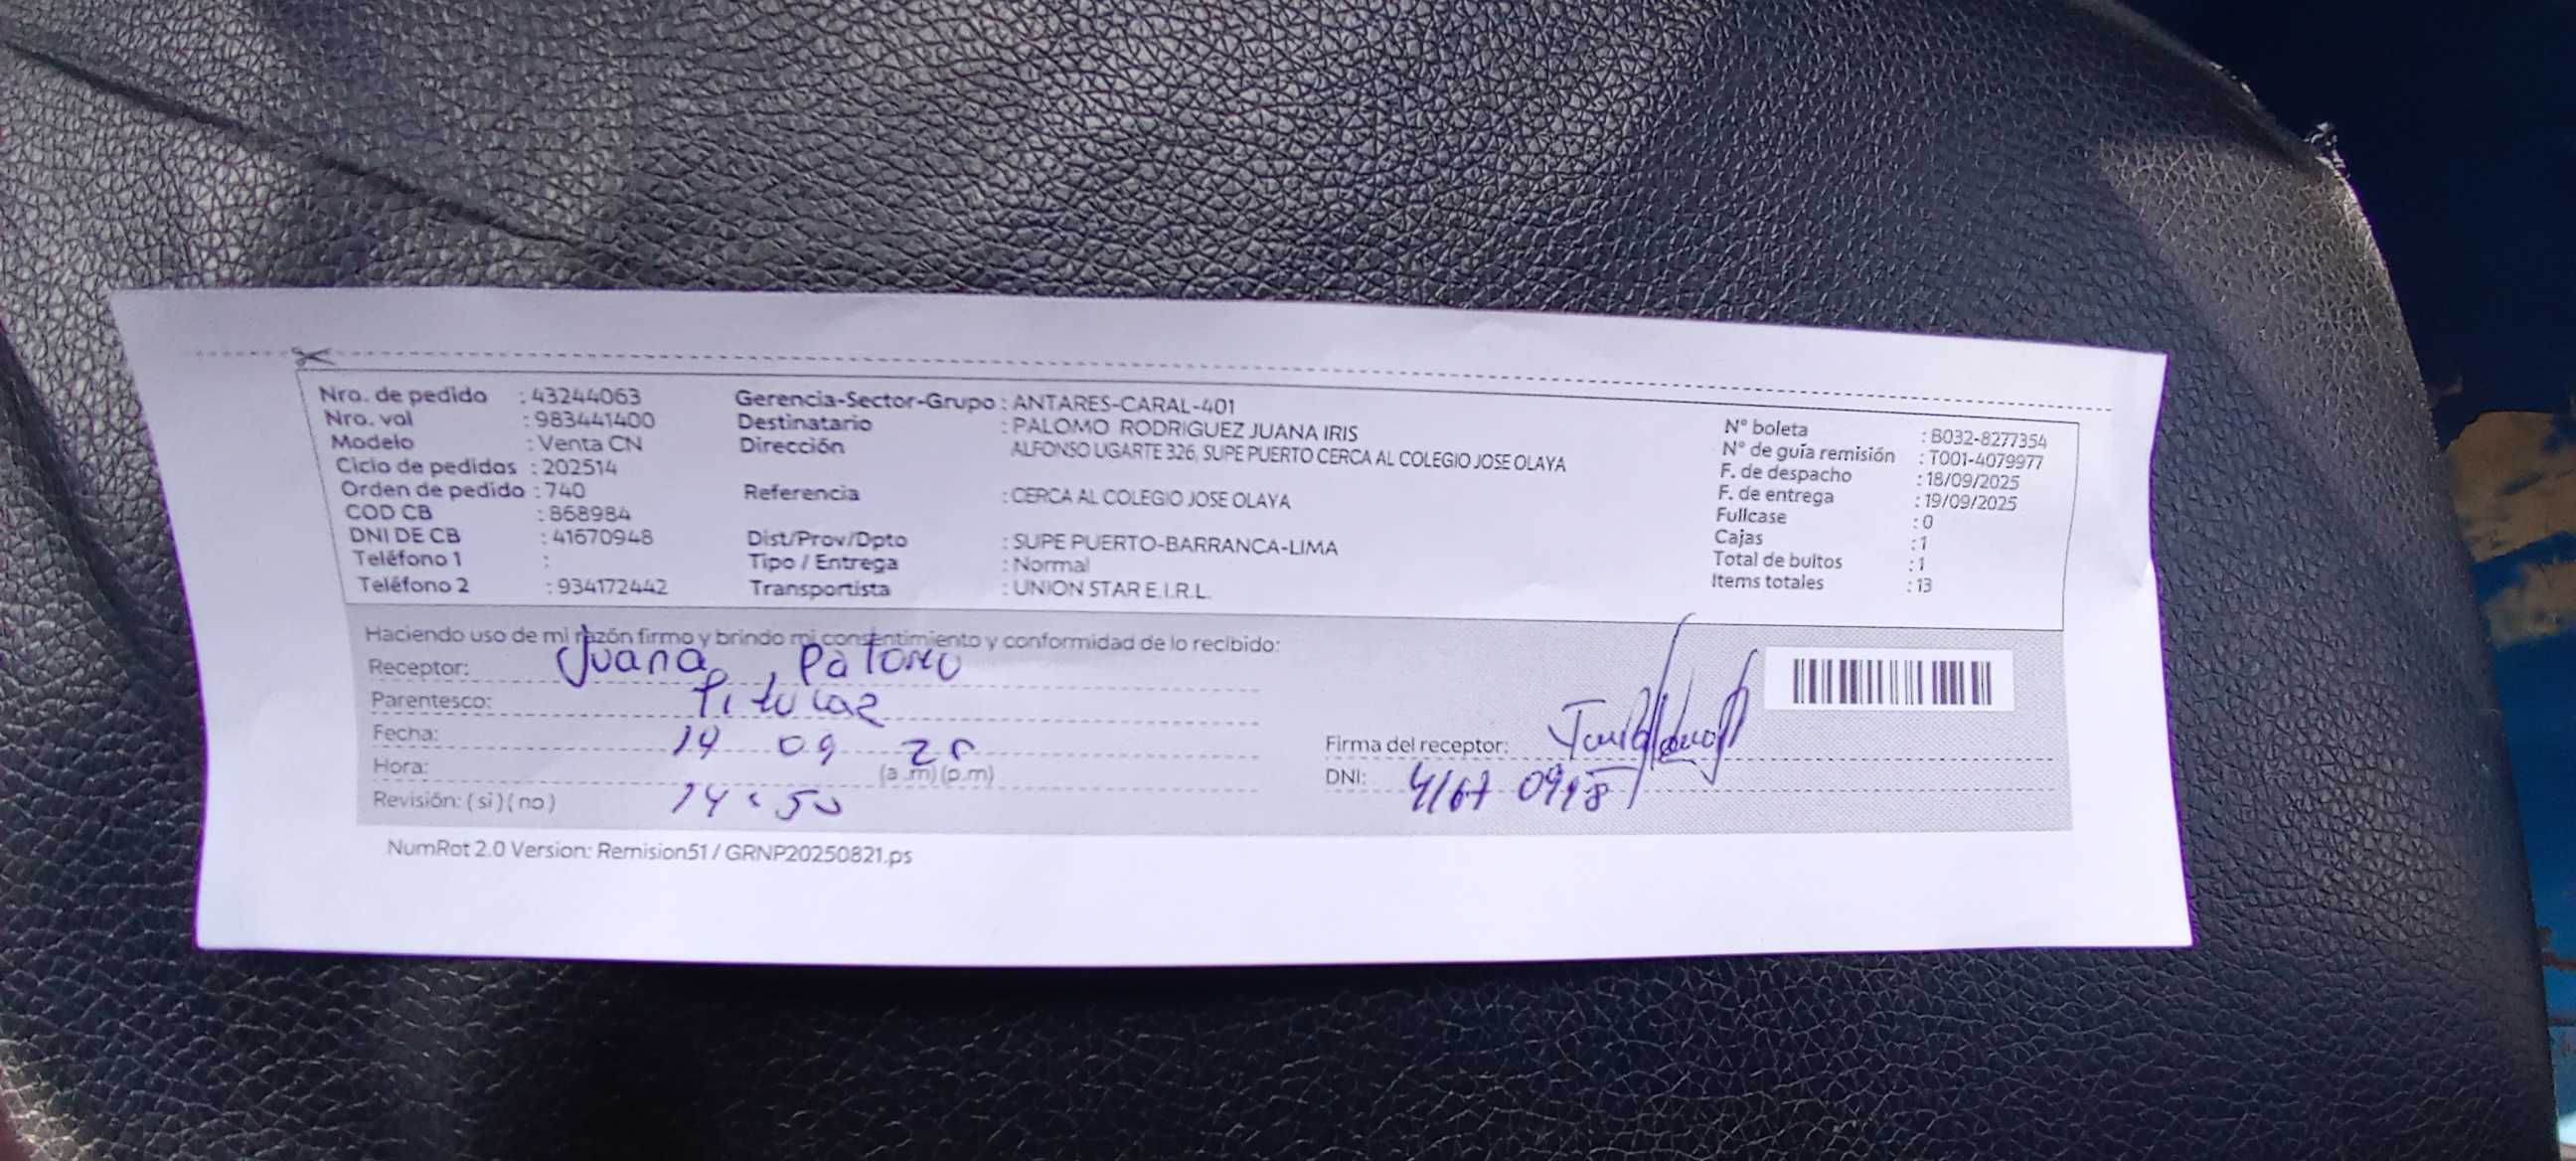 Nro. de pedido : 43244063
Nro. val : 983441400
Modelo : Venta CN
Ciclo de pedidos : 202514
Orden de pedido : 740
COD CB : 868984
DNI DE CB : 41670948
Teléfono 1 :
Teléfono 2 : 934172442
Gerencia-Sector-Grupo : ANTARES-CARAL-401
Destinatario : PALOMO RODRIGUEZ JUANA IRIS
Dirección ALFONSO UGARTE 326, SUPE PUERTO CERCA AL COLEGIO JOSE OLAYA
Referencia : CERCA AL COLEGIO JOSE OLAYA
Dist/Prov/Dpto : SUPE PUERTO-BARRANCA-LIMA
Tipo / Entrega : Normal
Transportista : UNION STAR E.I.R.L.
N° boleta : B032-8277354
N° de guía remisión : T001-4079977
F. de despacho : 18/09/2025
F. de entrega : 19/09/2025
Fullcase : 0
Cajas : 1
Total de bultos : 1
Items totales : 13
Haciendo uso de mi razón firmo y brindo mi consentimiento y conformidad de lo recibido:
Receptor: Juana Palomo
Parentesco: Titular
Fecha: 09
Hora: (a.m) (p.m)
Revisión: ( si ) ( no ) 14:50
Firma del receptor:
DNI: 41670948
NumRot 2.0 Version: Remision51 / GRNP20250821.ps